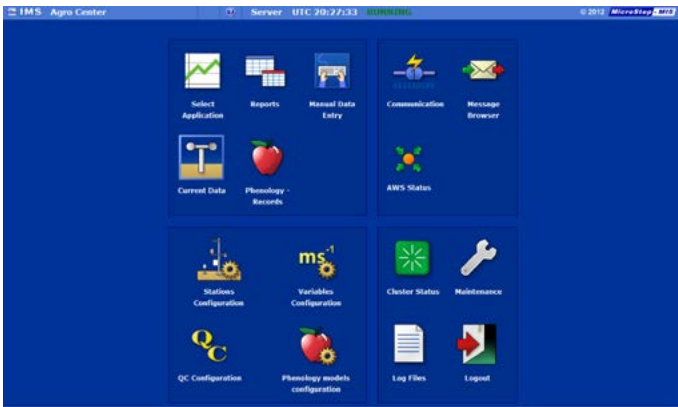 IMS Agro Center Server UTC 20:27:33 RUNNING © 2012 MicroStep-MIS
Select Application
Reports
Manual Data Entry
Communication
Message Browser
Current Data
Phenology - Records
AWS Status
ms⁻¹
Stations Configuration
Variables Configuration
Cluster Status
Maintenance
QC
QC Configuration
Phenology models configuration
Log Files
Logout